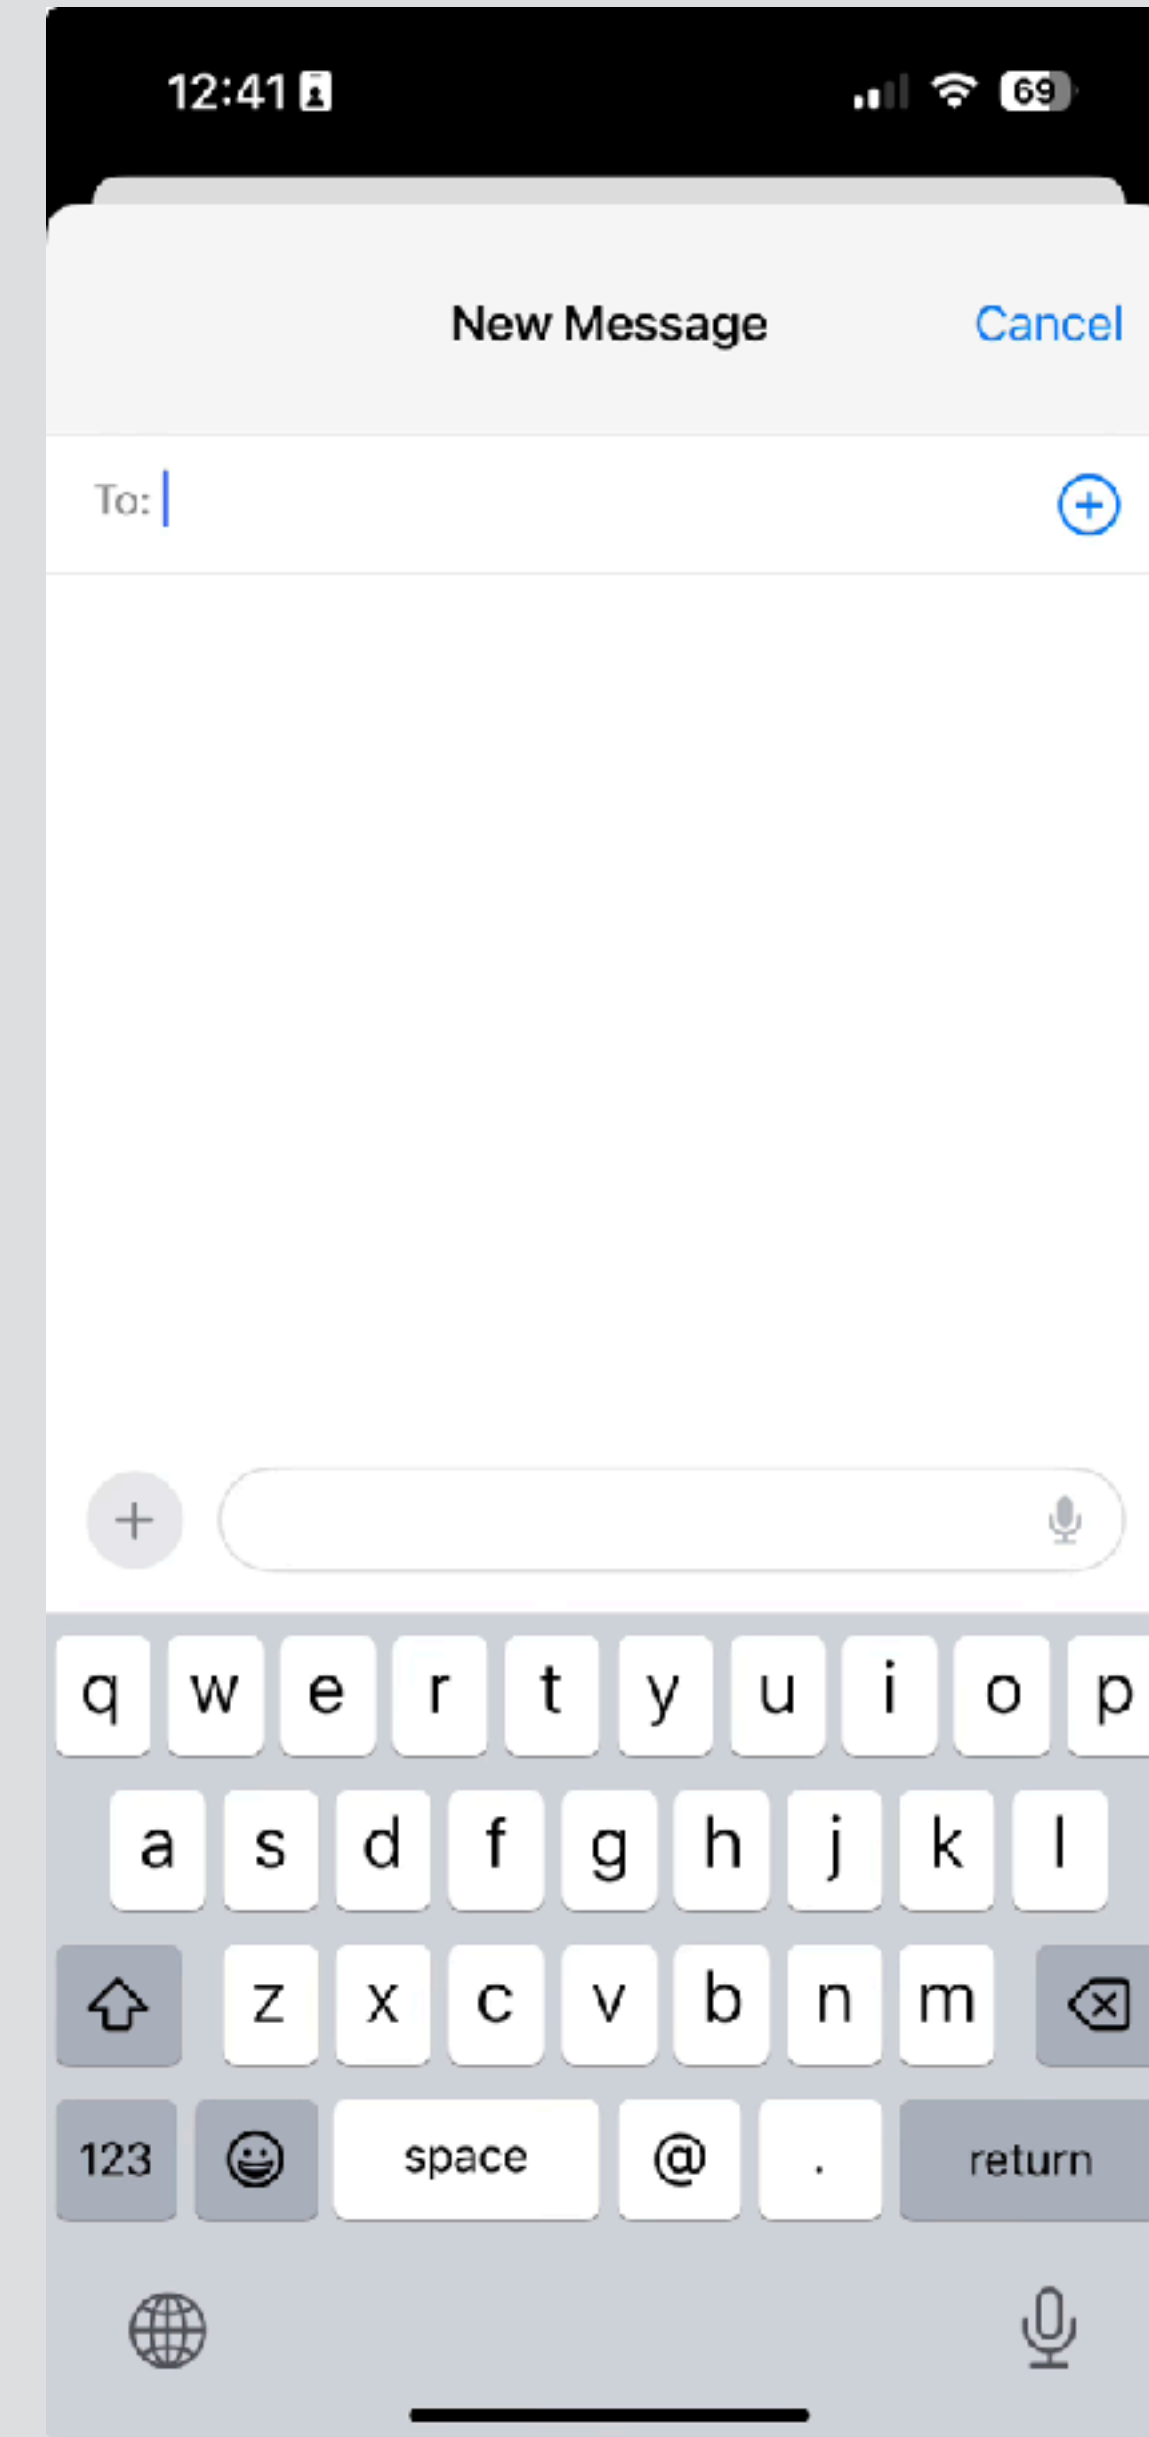 12:41 69
New Message Cancel
To:
q w e r t y u i o p
a s d f g h j k l
z x c v b n m
123 space @ . return